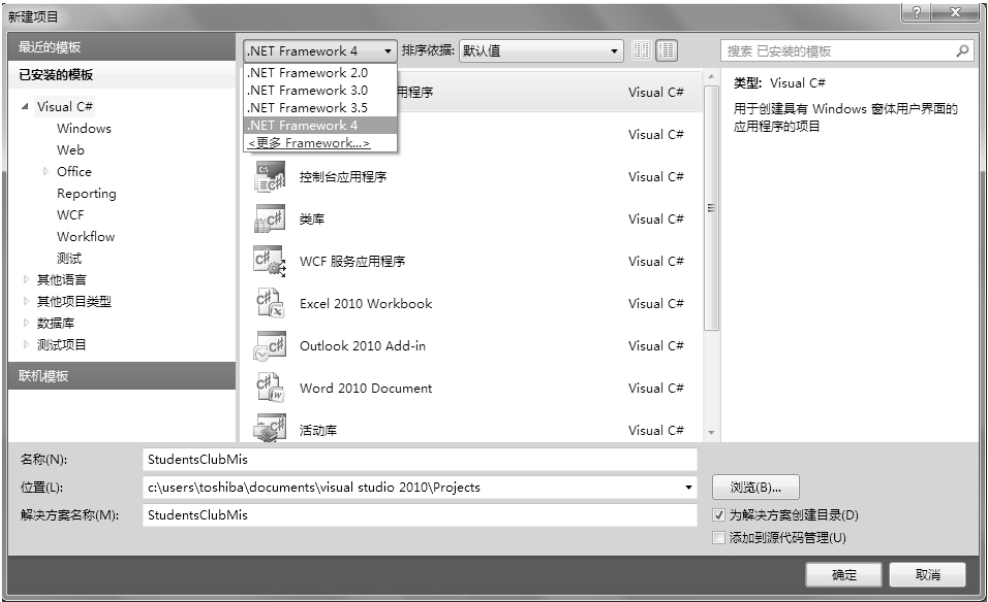 新建项目
最近的模板
.NET Framework 4
排序依据:
默认值
搜索 已安装的模板
已安装的模板
.NET Framework 2.0
.NET Framework 3.0
.NET Framework 3.5
.NET Framework 4
<更多 Framework...>
Visual C#
Windows
Web
Office
Reporting
WCF
Workflow
测试
其他语言
其他项目类型
数据库
测试项目
联机模板
用程序
Visual C#
Visual C#
控制台应用程序
Visual C#
类库
Visual C#
WCF 服务应用程序
Visual C#
Excel 2010 Workbook
Visual C#
Outlook 2010 Add-in
Visual C#
Word 2010 Document
Visual C#
活动库
Visual C#
类型: Visual C#
用于创建具有 Windows 窗体用户界面的
应用程序的项目
名称(N):
StudentsClubMis
位置(L):
c:\users\toshiba\documents\visual studio 2010\Projects
浏览(B)...
解决方案名称(M):
StudentsClubMis
为解决方案创建目录(D)
添加到源代码管理(U)
确定
取消